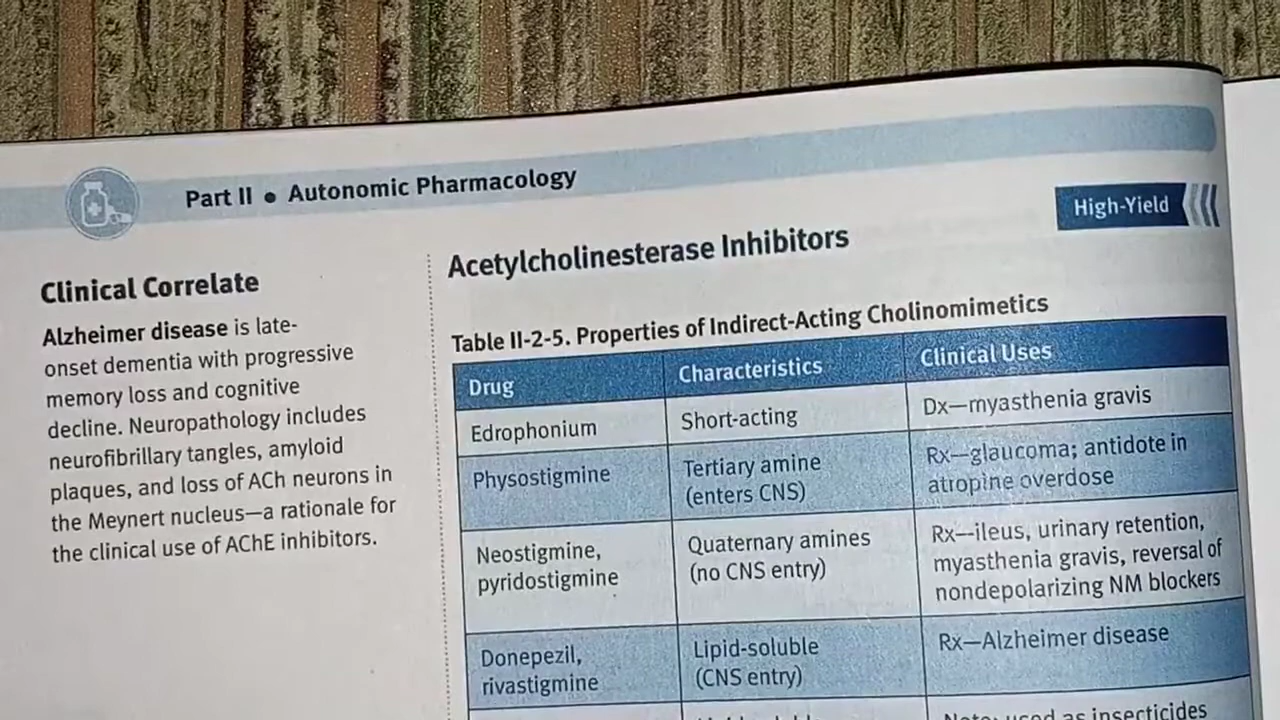 Part II • Autonomic Pharmacology
High-Yield
Clinical Correlate
Alzheimer disease is late-
onset dementia with progressive
memory loss and cognitive
decline. Neuropathology includes
neurofibrillary tangles, amyloid
plaques, and loss of ACh neurons in
the Meynert nucleus—a rationale for
the clinical use of AChE inhibitors.
Acetylcholinesterase Inhibitors
Table II-2-5. Properties of Indirect-Acting Cholinomimetics
Drug
Characteristics
Clinical Uses
Edrophonium
Short-acting
Dx—myasthenia gravis
Physostigmine
Tertiary amine
(enters CNS)
Rx—glaucoma; antidote in
atropine overdose
Neostigmine,
pyridostigmine
Quaternary amines
(no CNS entry)
Rx—ileus, urinary retention,
myasthenia gravis, reversal of
nondepolarizing NM blockers
Donepezil,
rivastigmine
Lipid-soluble
(CNS entry)
Rx—Alzheimer disease
Note: used as insecticides